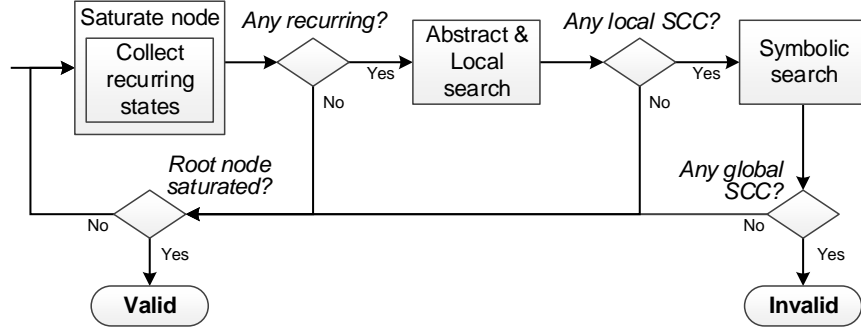 Saturate node
Collect
recurring
states
Any recurring?
Yes
No
Abstract &
Local
search
Any local SCC?
Yes
No
Symbolic
search
Root node
saturated?
No
Yes
Any global
SCC?
No
Yes
Valid
Invalid